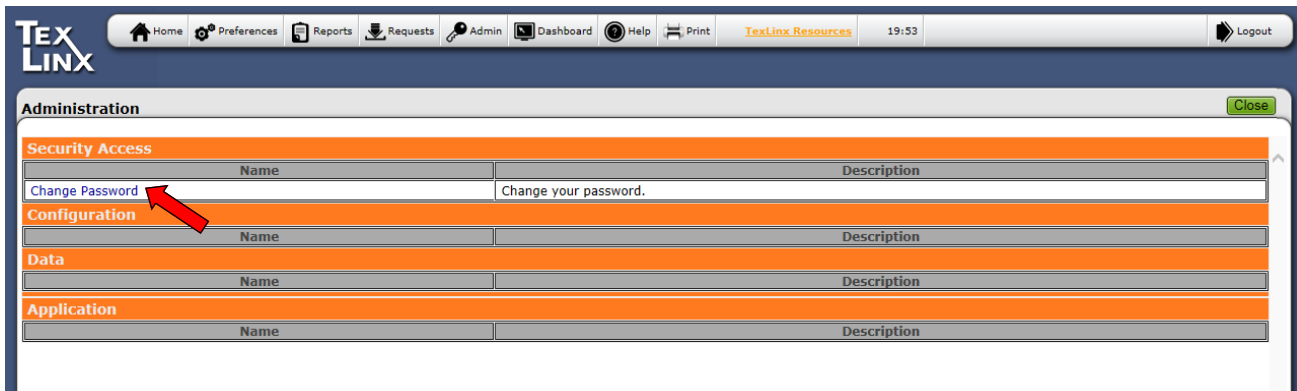 TEX LINX
Home Preferences Reports Requests Admin Dashboard Help Print TexLinx Resources 19:53 Logout
Administration Close
Security Access
Name Description
Change Password Change your password.
Configuration
Name Description
Data
Name Description
Application
Name Description